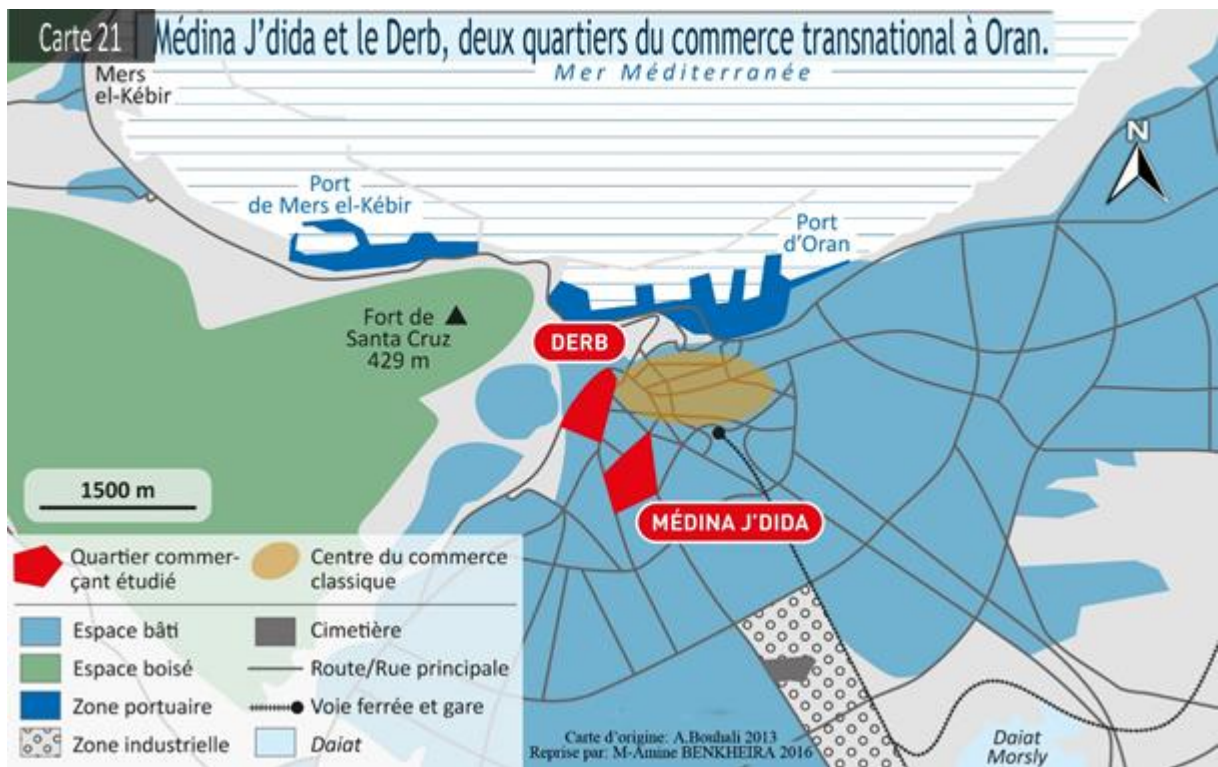 Carte 21
Médina J'dida et le Derb, deux quartiers du commerce transnational à Oran.
Mer Méditerranée
Mers
el-Kébir
N
Port
de Mers el-Kébir
Port
d'Oran
Fort de
Santa Cruz
429 m
DERB
MÉDINA J'DIDA
1500 m
Quartier commer-
çant étudié
Centre du commerce
classique
Espace bâti
Cimetière
Espace boisé
Route/Rue principale
Zone portuaire
Voie ferrée et gare
Zone industrielle
Daiat
Carte d'origine: A.Bouhali 2013
Reprise par: M-Amine BENKHEIRA 2016
Daiat
Morsly